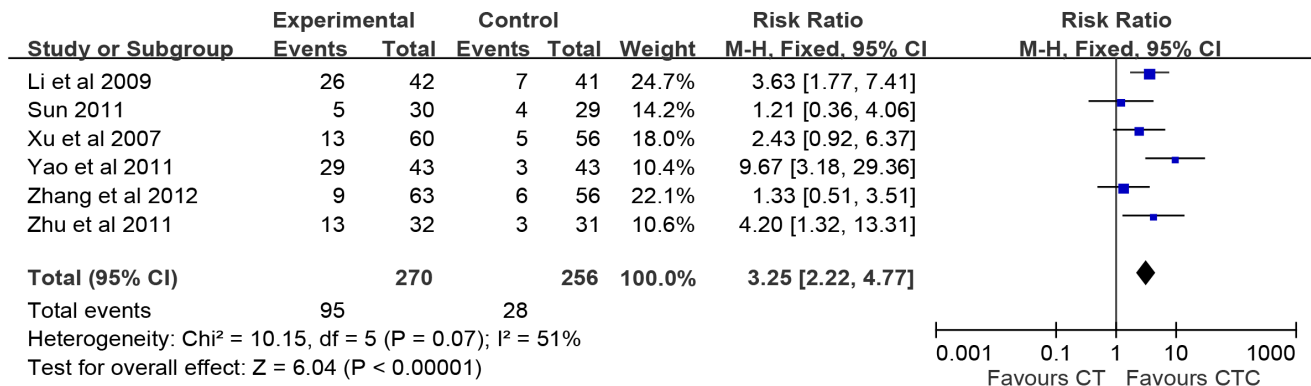 Experimental Control Risk Ratio Risk Ratio
Study or Subgroup Events Total Events Total Weight M-H, Fixed, 95% CI M-H, Fixed, 95% CI
Li et al 2009 26 42 7 41 24.7% 3.63 [1.77, 7.41]
Sun 2011 5 30 4 29 14.2% 1.21 [0.36, 4.06]
Xu et al 2007 13 60 5 56 18.0% 2.43 [0.92, 6.37]
Yao et al 2011 29 43 3 43 10.4% 9.67 [3.18, 29.36]
Zhang et al 2012 9 63 6 56 22.1% 1.33 [0.51, 3.51]
Zhu et al 2011 13 32 3 31 10.6% 4.20 [1.32, 13.31]
Total (95% CI) 270 256 100.0% 3.25 [2.22, 4.77]
Total events 95 28
Heterogeneity: Chi² = 10.15, df = 5 (P = 0.07); I² = 51%
Test for overall effect: Z = 6.04 (P < 0.00001)
0.001 0.1 1 10 1000
Favours CT Favours CTC